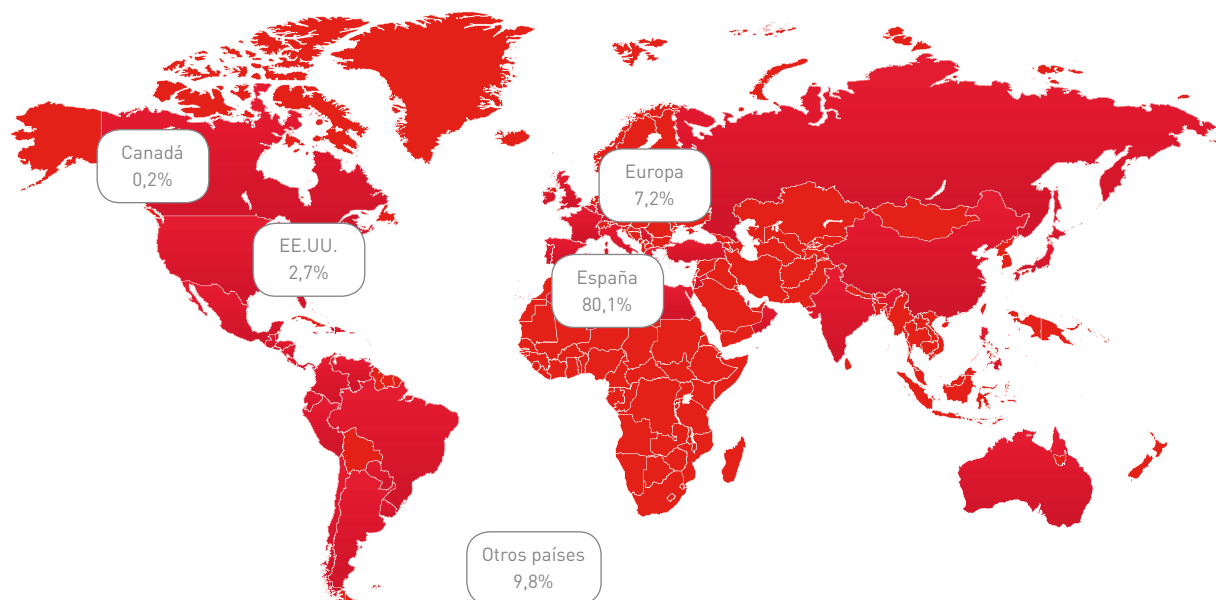 Canadá
0,2%
Europa
7,2%
EE.UU.
2,7%
España
80,1%
Otros países
9,8%